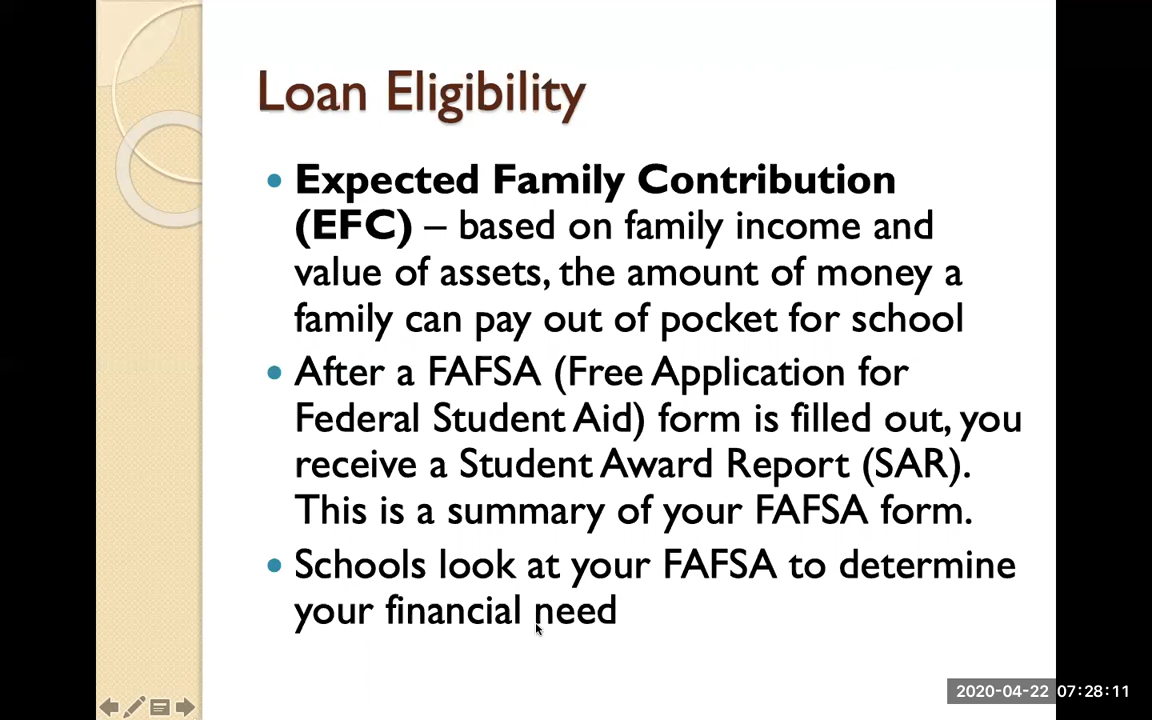 Loan Eligibility
• Expected Family Contribution
(EFC) – based on family income and
value of assets, the amount of money a
family can pay out of pocket for school
• After a FAFSA (Free Application for
Federal Student Aid) form is filled out, you
receive a Student Award Report (SAR).
This is a summary of your FAFSA form.
• Schools look at your FAFSA to determine
your financial need
2020-04-22 07:28:11